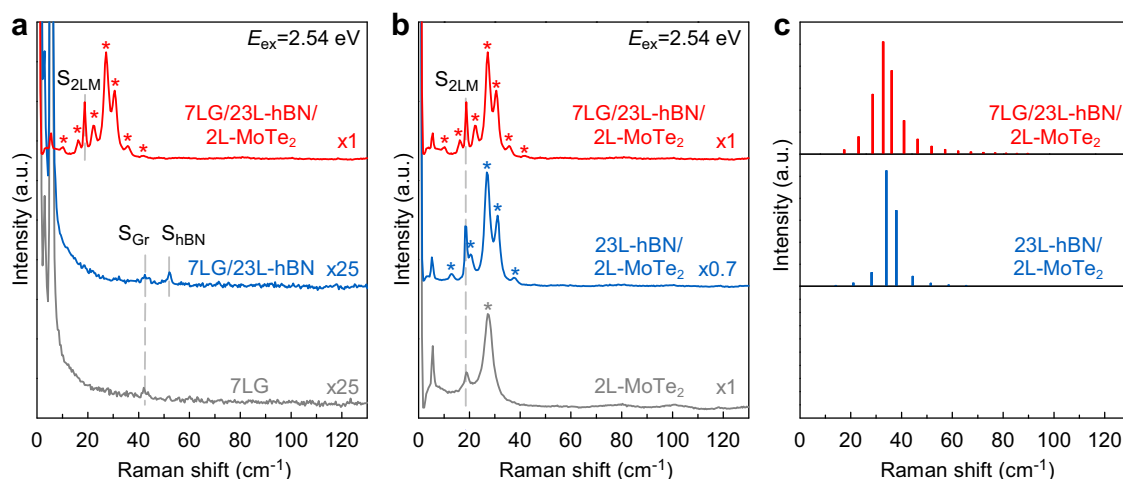 a
E_ex=2.54 eV
S_2LM
7LG/23L-hBN/
2L-MoTe₂
x1
S_Gr
S_hBN
7LG/23L-hBN
x25
7LG
x25
Intensity (a.u.)
0 20 40 60 80 100 120
Raman shift (cm⁻¹)
b
E_ex=2.54 eV
S_2LM
7LG/23L-hBN/
2L-MoTe₂
x1
23L-hBN/
2L-MoTe₂
x0.7
2L-MoTe₂
x1
Intensity (a.u.)
0 20 40 60 80 100 120
Raman shift (cm⁻¹)
c
7LG/23L-hBN/
2L-MoTe₂
23L-hBN/
2L-MoTe₂
Intensity (a.u.)
0 20 40 60 80 100 120
Raman shift (cm⁻¹)